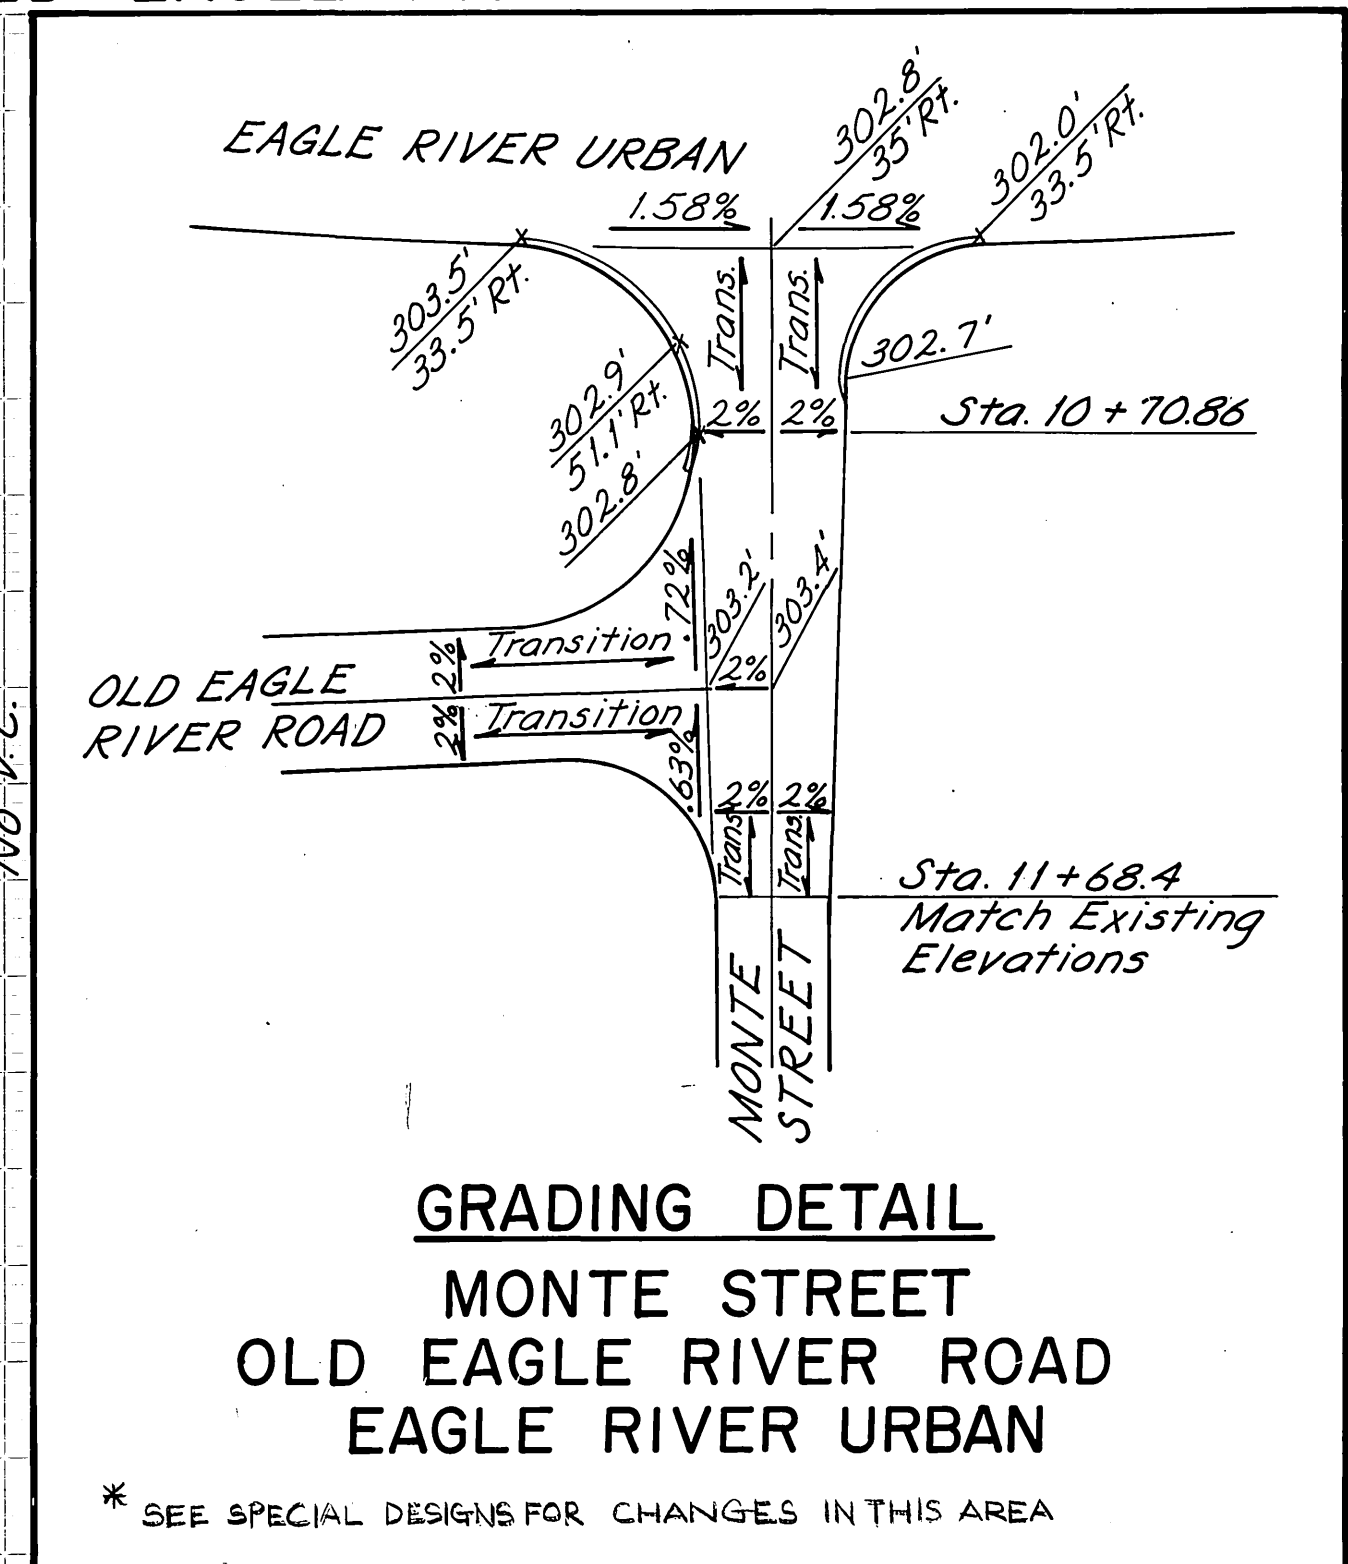 EAGLE RIVER URBAN
302.8'
35' Rt.
302.0'
33.5' Rt.
1.58%
1.58%
303.5'
33.5' Rt.
Trans.
Trans.
302.7'
302.9'
51.1' Rt.
2%
2%
Sta. 10 + 70.86
302.8'
.72%
303.2'
303.4'
2%
Transition
2%
OLD EAGLE
RIVER ROAD
2%
Transition
.63%
2%
2%
Trans.
Trans.
Sta. 11+68.4
Match Existing
Elevations
MONTE
STREET
NO V.C.
GRADING DETAIL
MONTE STREET
OLD EAGLE RIVER ROAD
EAGLE RIVER URBAN
* SEE SPECIAL DESIGNS FOR CHANGES IN THIS AREA